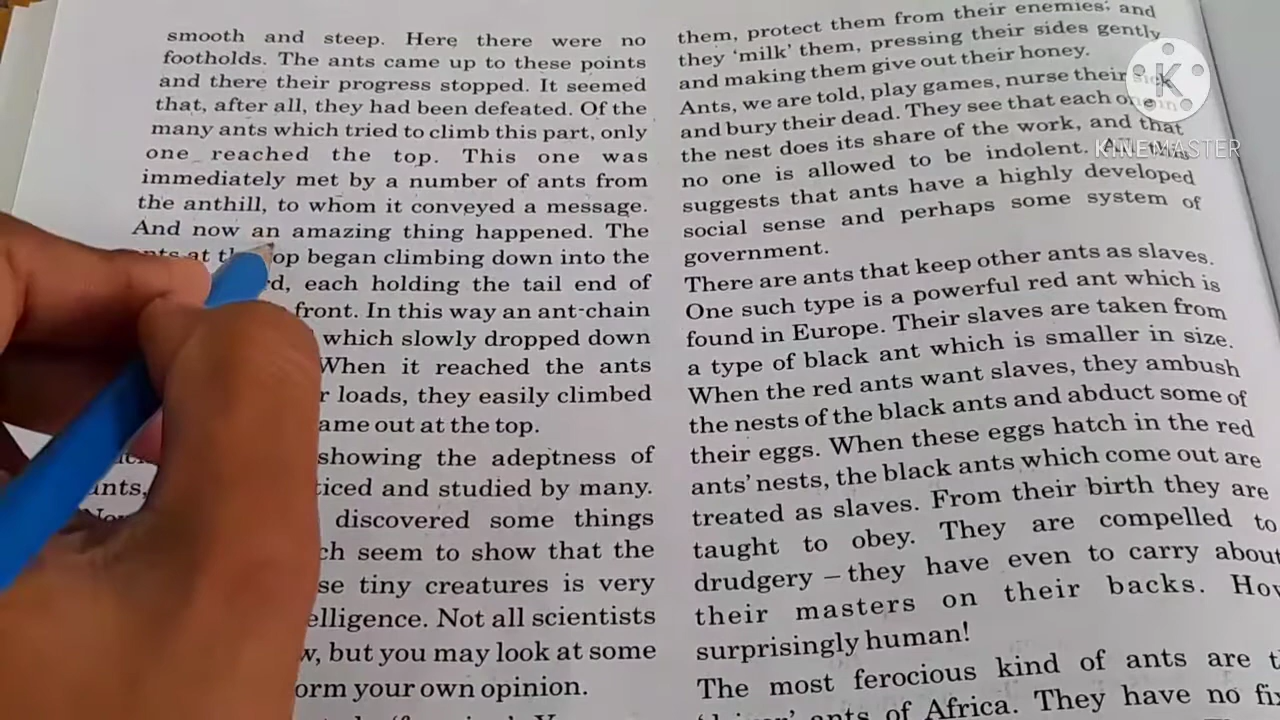 smooth and steep. Here there were no
footholds. The ants came up to these points
and there their progress stopped. It seemed
that, after all, they had been defeated. Of the
many ants which tried to climb this part, only
one reached the top. This one was
immediately met by a number of ants from
the anthill, to whom it conveyed a message.
And now an amazing thing happened. The
ants at the top began climbing down into the
each holding the tail end of
front. In this way an ant-chain
which slowly dropped down
When it reached the ants
loads, they easily climbed
out at the top.
showing the adeptness of
ants, and studied by many.
discovered some things
seem to show that the
tiny creatures is very
Not all scientists
but you may look at some
your own opinion.
them, protect them from their enemies; and
they ‘milk’ them, pressing their sides gently
and making them give out their honey.
Ants, we are told, play games, nurse their
and bury their dead. They see that each one in
the nest does its share of the work, and that
no one is allowed to be indolent. All this
suggests that ants have a highly developed
social sense and perhaps some system of
government.
There are ants that keep other ants as slaves.
One such type is a powerful red ant which is
found in Europe. Their slaves are taken from
a type of black ant which is smaller in size.
When the red ants want slaves, they ambush
the nests of the black ants and abduct some of
their eggs. When these eggs hatch in the red
ants’ nests, the black ants which come out are
treated as slaves. From their birth they are
taught to obey. They are compelled to
drudgery – they have even to carry about
their masters on their backs. How
surprisingly human!
The most ferocious kind of ants are
ants of Africa. They have no
K
KINEMASTER